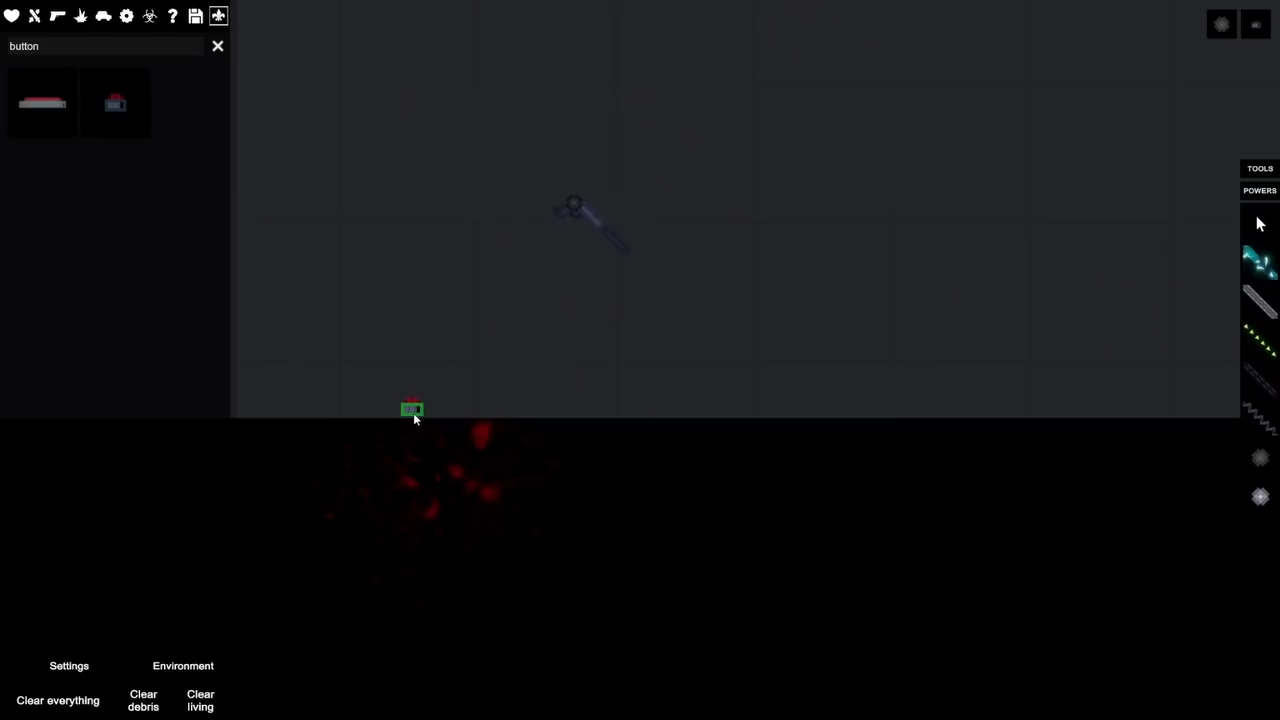 button
TOOLS
POWERS
Settings
Environment
Clear everything
Clear
debris
Clear
living